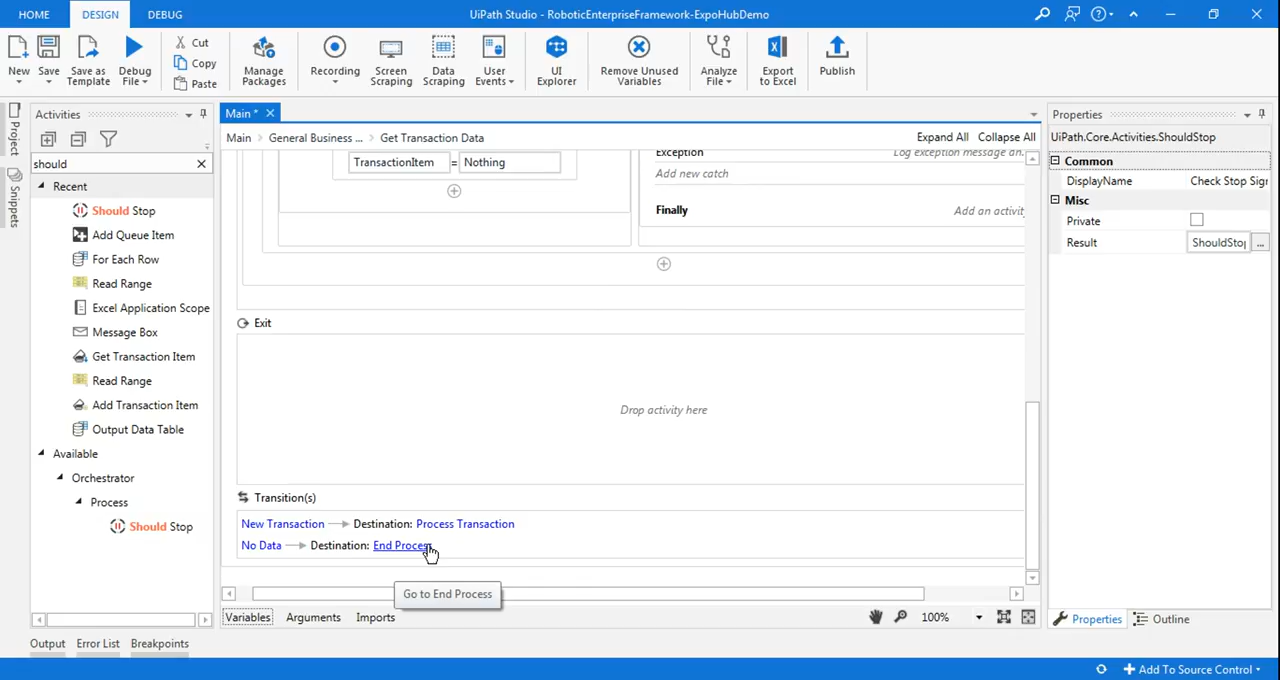 HOME
DESIGN
DEBUG
UiPath Studio - RoboticEnterpriseFramework-ExpoHubDemo
New
Save
Save as Template
Debug File
Cut
Copy
Paste
Manage Packages
Recording
Screen Scraping
Data Scraping
User Events
UI Explorer
Remove Unused Variables
Analyze File
Export to Excel
Publish
Project
Snippets
Activities
should
Recent
Should Stop
Add Queue Item
For Each Row
Read Range
Excel Application Scope
Message Box
Get Transaction Item
Read Range
Add Transaction Item
Output Data Table
Available
Orchestrator
Process
Should Stop
Main *
Main > General Business ... > Get Transaction Data
Expand All
Collapse All
TransactionItem = Nothing
Exception
Log exception message an.
Add new catch
Finally
Add an activity
Exit
Drop activity here
Transition(s)
New Transaction Destination: Process Transaction
No Data Destination: End Process
Go to End Process
Variables
Arguments
Imports
100%
Properties
UiPath.Core.Activities.ShouldStop
Common
DisplayName Check Stop Sign
Misc
Private
Result ShouldStop ...
Properties
Outline
Output
Error List
Breakpoints
Add To Source Control